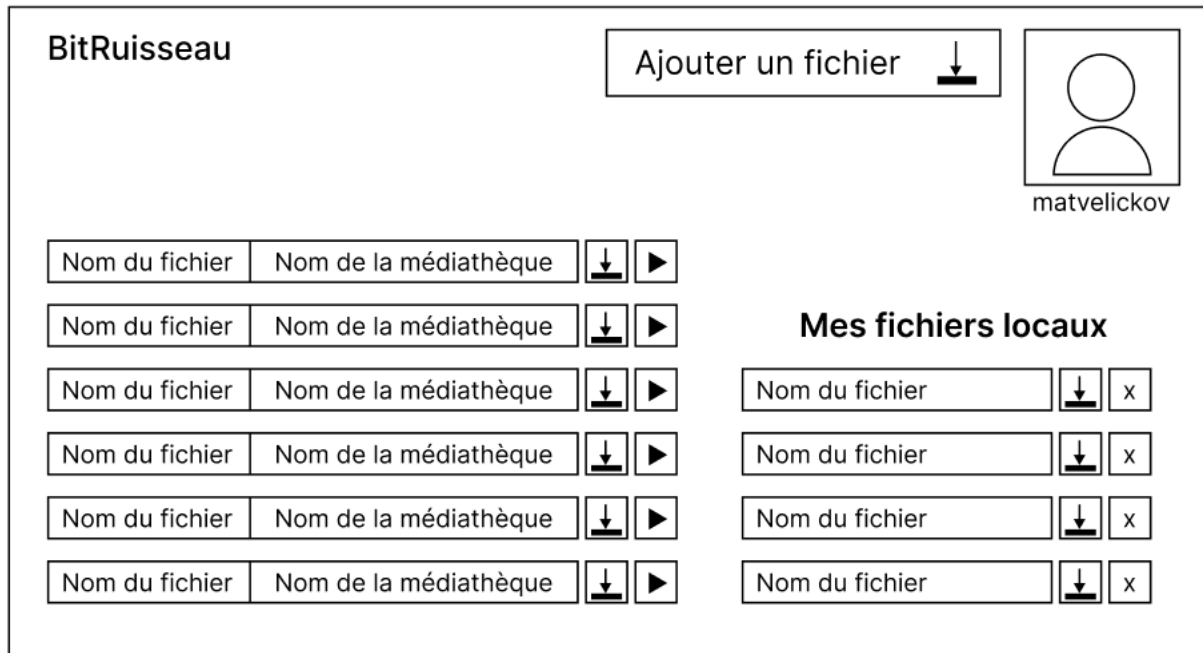 BitRuisseau
Ajouter un fichier
matvelickov
Nom du fichier Nom de la médiathèque
Nom du fichier Nom de la médiathèque
Nom du fichier Nom de la médiathèque
Nom du fichier Nom de la médiathèque
Nom du fichier Nom de la médiathèque
Nom du fichier Nom de la médiathèque
Mes fichiers locaux
Nom du fichier x
Nom du fichier x
Nom du fichier x
Nom du fichier x